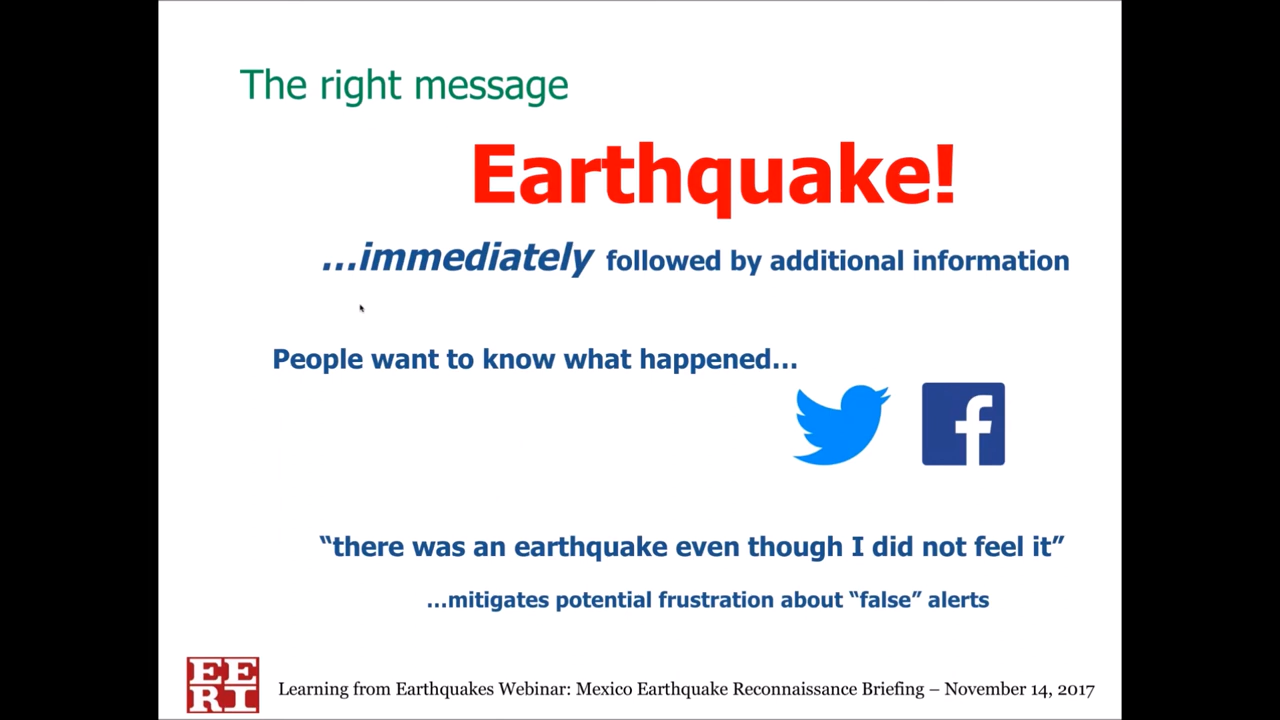 The right message
Earthquake!
...immediately followed by additional information
People want to know what happened...
“there was an earthquake even though I did not feel it”
...mitigates potential frustration about “false” alerts
EE
RI
Learning from Earthquakes Webinar: Mexico Earthquake Reconnaissance Briefing – November 14, 2017